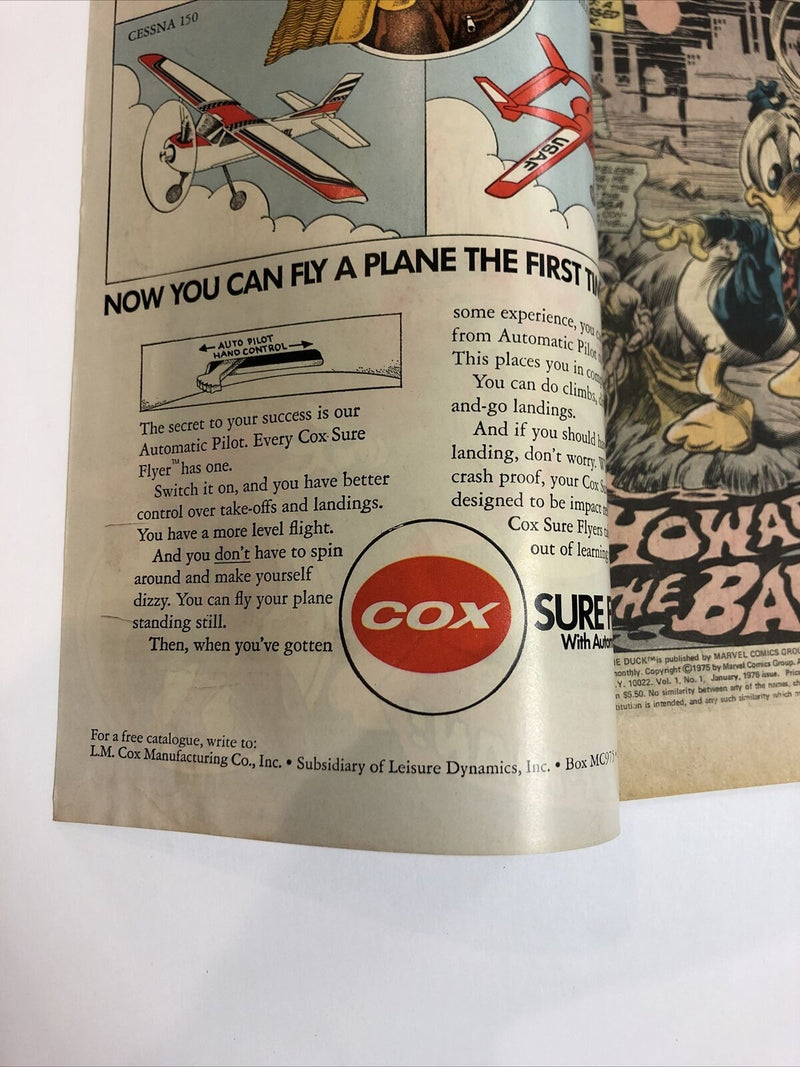 CESSNA 150
USAF
NOW YOU CAN FLY A PLANE THE FIRST
AUTO PILOT
HAND CONTROL
The secret to your success is our
Automatic Pilot. Every Cox Sure
Flyer™ has one.
Switch it on, and you have better
control over take-offs and landings.
You have a more level flight.
And you don't have to spin
around and make yourself
dizzy. You can fly your plane
standing still.
Then, when you've gotten
some experience, you
from Automatic Pilot
This places you in
You can do climbs,
and-go landings.
And if you should
landing, don't worry.
crash proof, your Cox
designed to be impact
Cox Sure Flyers
out of learning
COX
SURE
With
For a free catalogue, write to:
L.M. Cox Manufacturing Co., Inc. • Subsidiary of Leisure Dynamics, Inc. • Box MC975
HOWA
THE BA
DUCK™ is published by MARVEL COMICS GROU
monthly. Copyright ©1975 by Marvel Comics Group. A
N.Y. 10022. Vol. 1, No. 1, January, 1976 issue. Price
$5.50. No similarity between any of the names, ch
titution is intended, and any such similarity which m